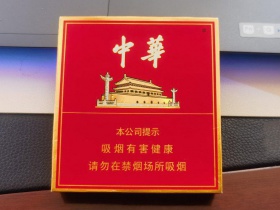 中華
本公司提示
吸烟有害健康
请勿在禁烟场所吸烟